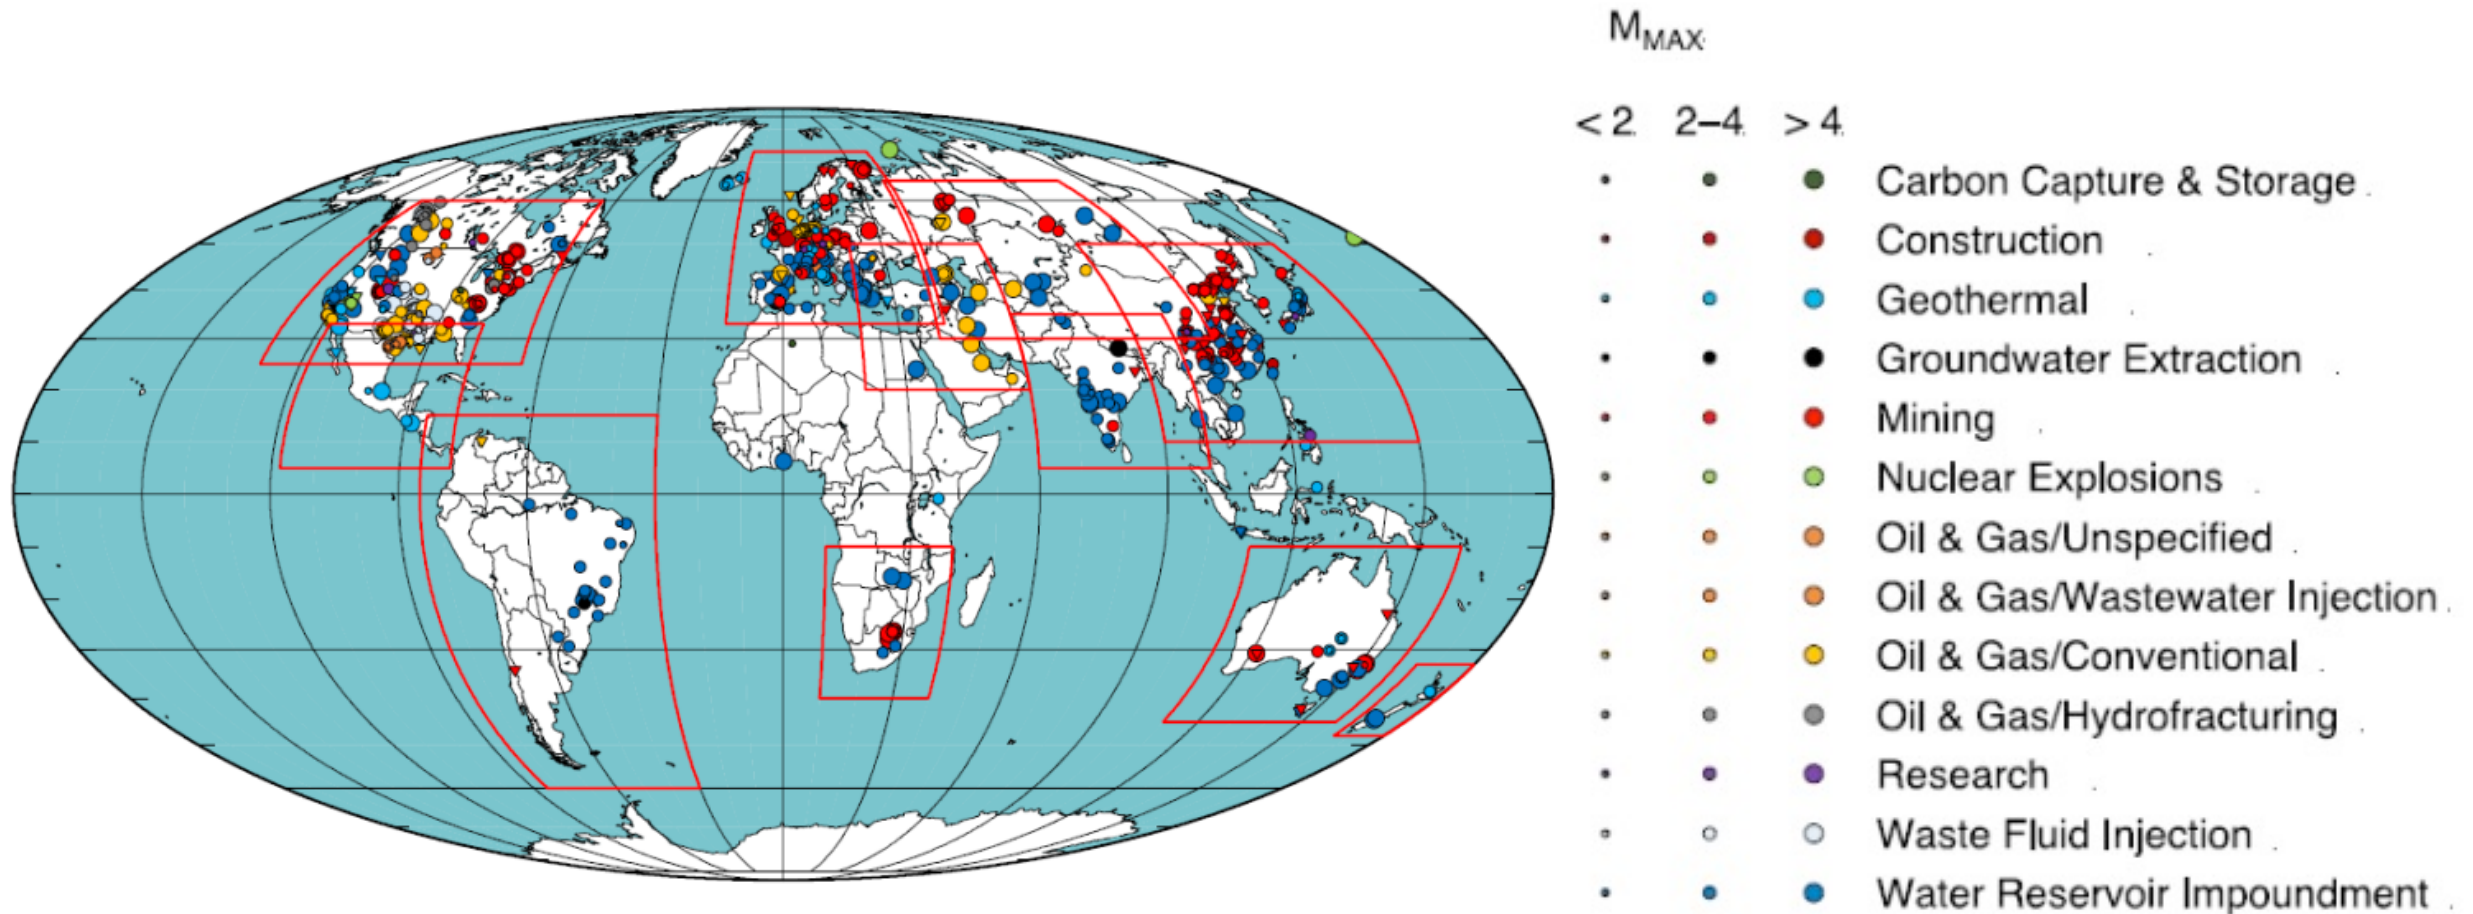 MMAX
< 2 2–4 > 4
Carbon Capture & Storage
Construction
Geothermal
Groundwater Extraction
Mining
Nuclear Explosions
Oil & Gas/Unspecified
Oil & Gas/Wastewater Injection
Oil & Gas/Conventional
Oil & Gas/Hydrofracturing
Research
Waste Fluid Injection
Water Reservoir Impoundment